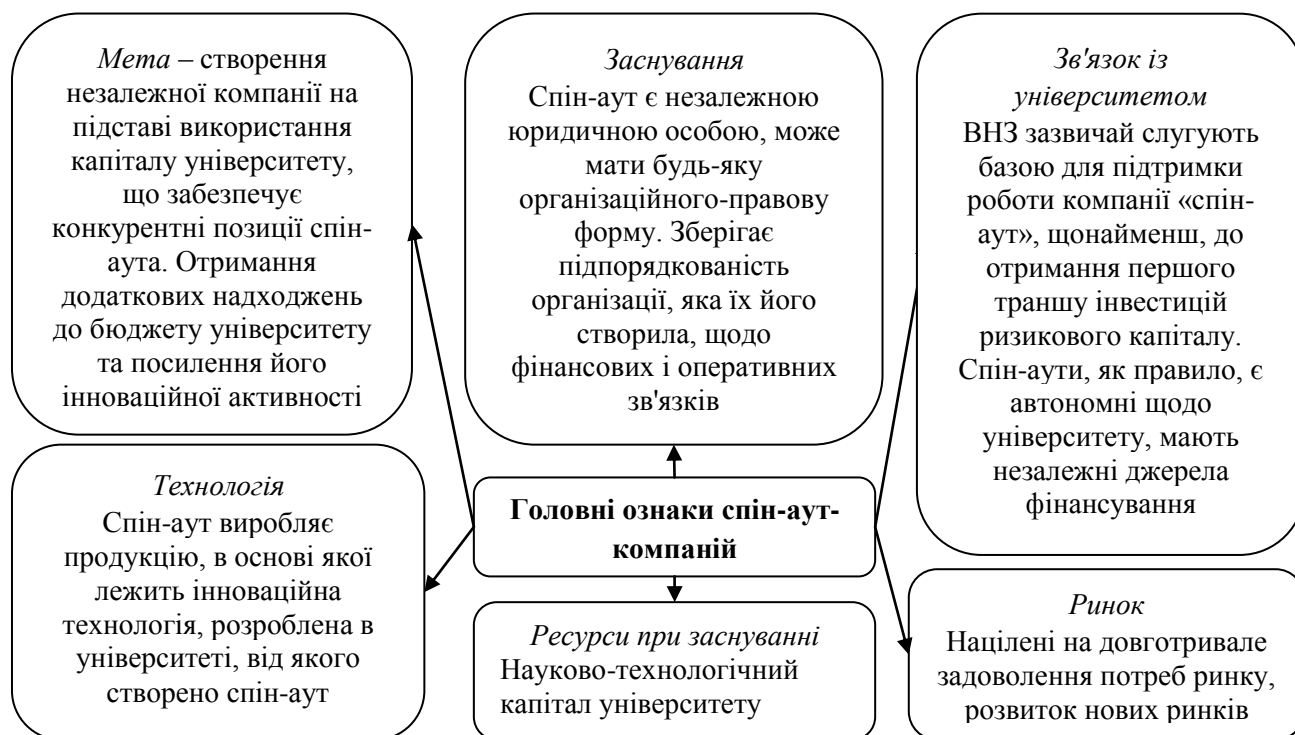 Мета – створення
незалежної компанії на
підставі використання
капіталу університету,
що забезпечує
конкурентні позиції спін-
аута. Отримання
додаткових надходжень
до бюджету університету
та посилення його
інноваційної активності
Заснування
Спін-аут є незалежною
юридичною особою, може
мати будь-яку
організаційного-правову
форму. Зберігає
підпорядкованість
організації, яка їх його
створила, щодо
фінансових і оперативних
зв'язків
Зв'язок із
університетом
ВНЗ зазвичай слугують
базою для підтримки
роботи компанії «спін-
аут», щонайменш, до
отримання першого
траншу інвестицій
ризикового капіталу.
Спін-аути, як правило, є
автономні щодо
університету, мають
незалежні джерела
фінансування
Технологія
Спін-аут виробляє
продукцію, в основі якої
лежить інноваційна
технологія, розроблена в
університеті, від якого
створено спін-аут
Головні ознаки спін-аут-
компаній
Ресурси при заснуванні
Науково-технологічний
капітал університету
Ринок
Націлені на довготривале
задоволення потреб ринку,
розвиток нових ринків